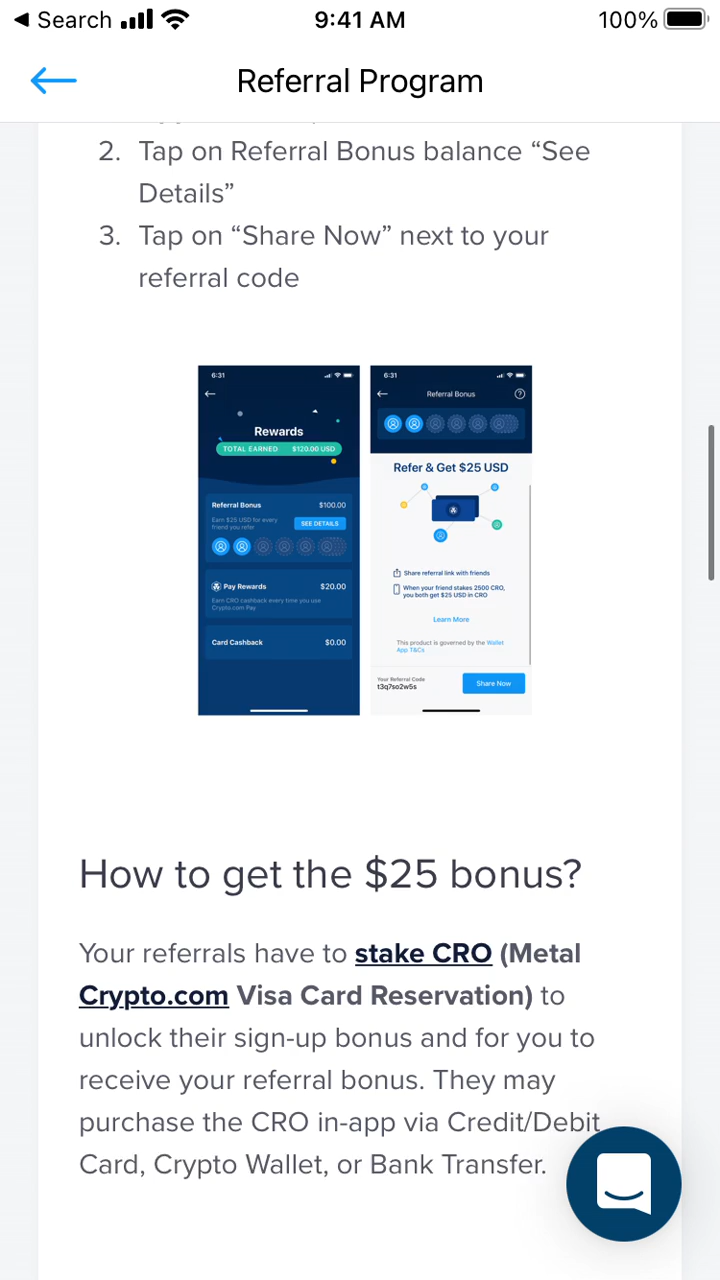 Search
9:41 AM
100%
Referral Program
2. Tap on Referral Bonus balance “See
Details”
3. Tap on “Share Now” next to your
referral code
6:31
Rewards
TOTAL EARNED $120.00 USD
Referral Bonus $100.00
Earn $25 USD for every
friend you refer
SEE DETAILS
Pay Rewards $20.00
Earn CRO cashback every time you use
Crypto.com Pay
Card Cashback $0.00
6:31
Referral Bonus
Refer & Get $25 USD
Share referral link with friends
When your friend stakes 2500 CRO,
you both get $25 USD in CRO
Learn More
This product is governed by the Wallet
App T&Cs
Your Referral Code
t3q7so2w5s
Share Now
How to get the $25 bonus?
Your referrals have to stake CRO (Metal
Crypto.com Visa Card Reservation) to
unlock their sign-up bonus and for you to
receive your referral bonus. They may
purchase the CRO in-app via Credit/Debit
Card, Crypto Wallet, or Bank Transfer.